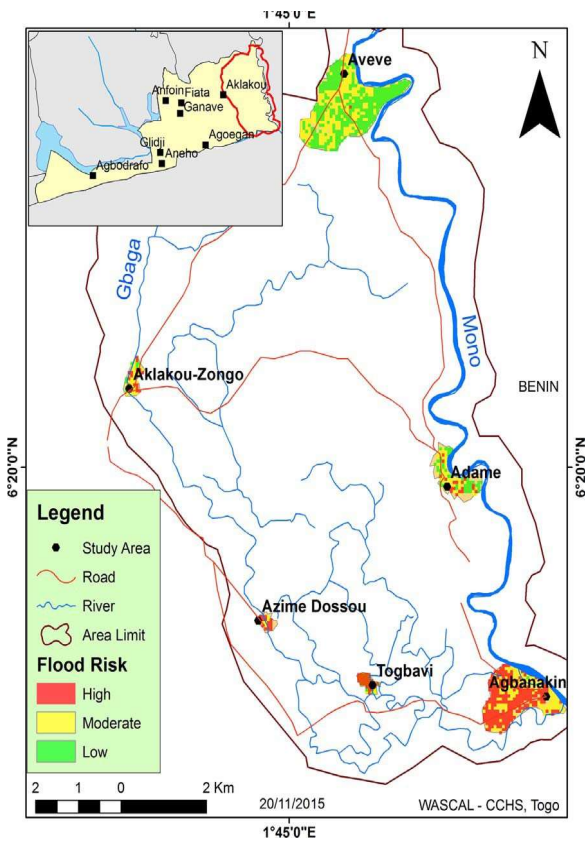 1°45'0"E
Aveve
N
Anfoin
Fiata
Aklakou
Ganave
Glidji
Agoegan
Aneho
Agbodrafo
Gbaga
Mono
Aklakou-Zongo
BENIN
6°20'0"N
6°20'0"N
Adame
Legend
Study Area
Road
River
Area Limit
Flood Risk
High
Moderate
Low
Azime Dossou
Togbavi
Agbanakin
2 1 0 2 Km
20/11/2015
WASCAL - CCHS, Togo
1°45'0"E